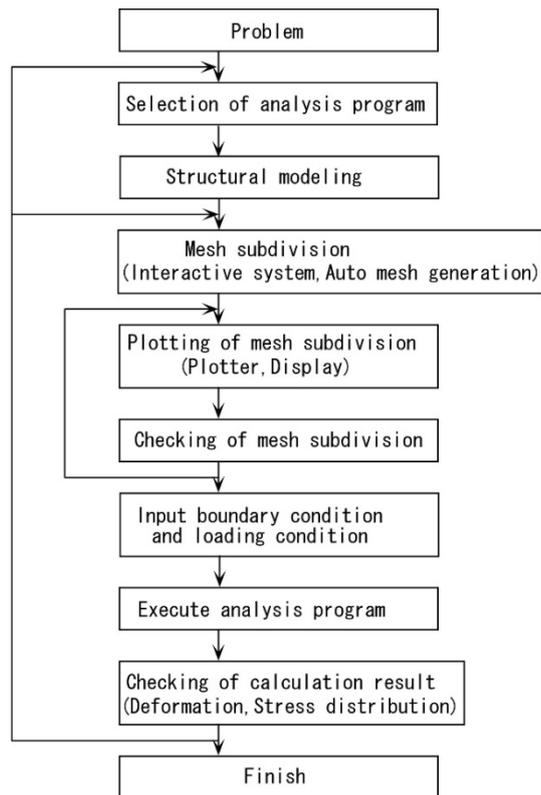 Problem
Selection of analysis program
Structural modeling
Mesh subdivision
(Interactive system,Auto mesh generation)
Plotting of mesh subdivision
(Plotter,Display)
Checking of mesh subdivision
Input boundary condition
and loading condition
Execute analysis program
Checking of calculation result
(Deformation,Stress distribution)
Finish